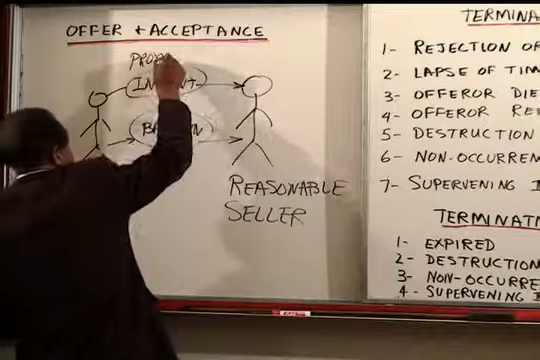 OFFER + ACCEPTANCE
REASONABLE
SELLER
TERMINA
1- REJECTION OF
2- LAPSE OF TIM
3- OFFEROR DIE
4- OFFEROR RE
5- DESTRUCTION
6- NON-OCCURREN
7- SUPERVENING I
TERMINAT
1- EXPIRED
2- DESTRUCTION
3- NON-OCCURRE
4- SUPERVENING